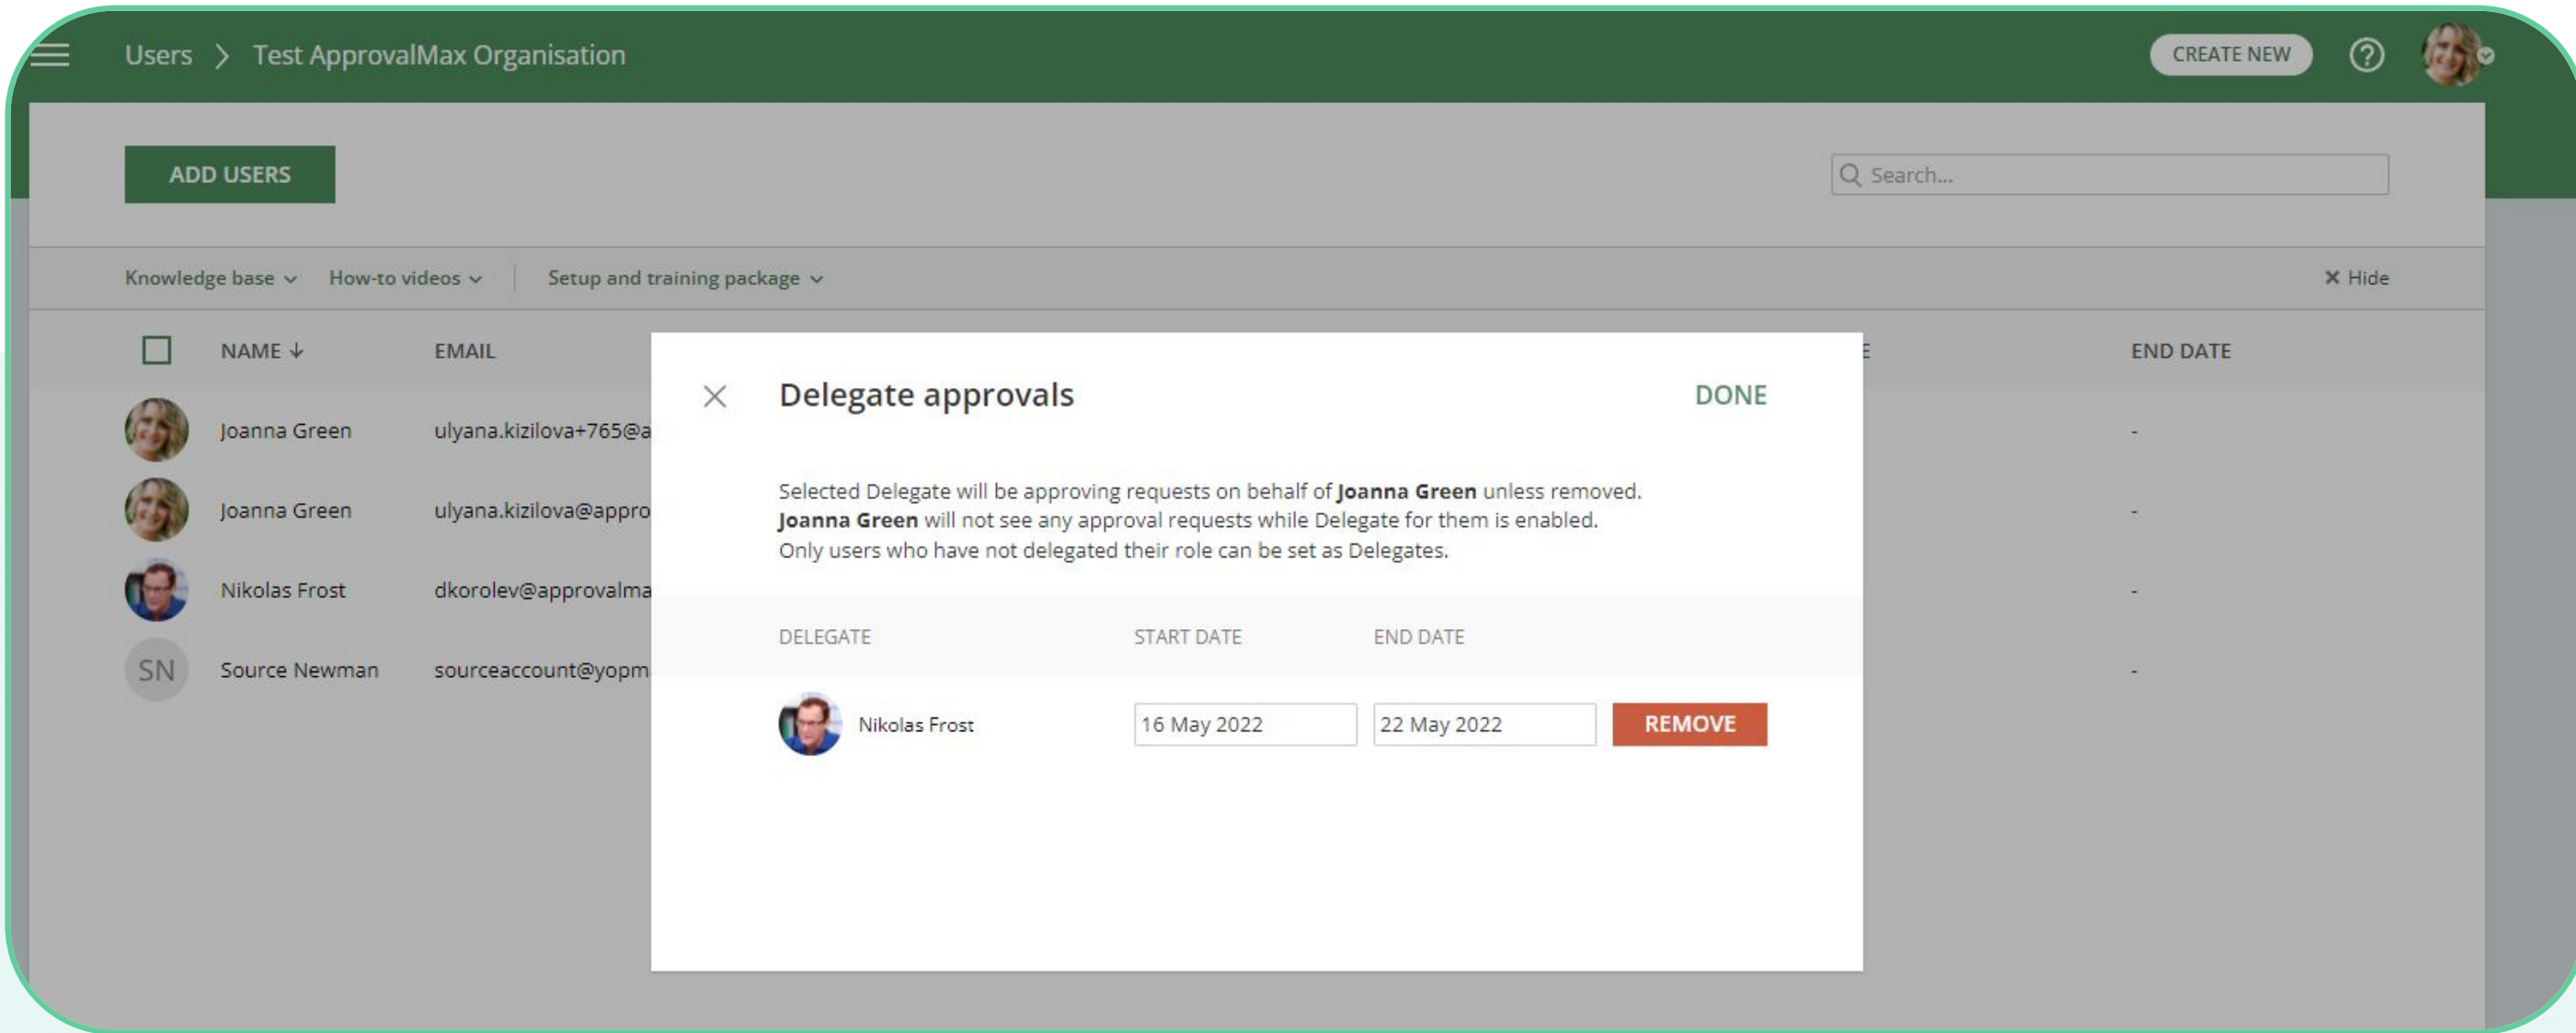 Users > Test ApprovalMax Organisation
CREATE NEW
?
ADD USERS
Search...
Knowledge base
How-to videos
Setup and training package
Hide
NAME
EMAIL
END DATE
Joanna Green
ulyana.kizilova+765@a
-
Joanna Green
ulyana.kizilova@appro
-
Nikolas Frost
dkorolev@approvalma
-
SN
Source Newman
sourceaccount@yopm
-
Delegate approvals
DONE
Selected Delegate will be approving requests on behalf of Joanna Green unless removed.
Joanna Green will not see any approval requests while Delegate for them is enabled.
Only users who have not delegated their role can be set as Delegates.
DELEGATE
START DATE
END DATE
Nikolas Frost
16 May 2022
22 May 2022
REMOVE